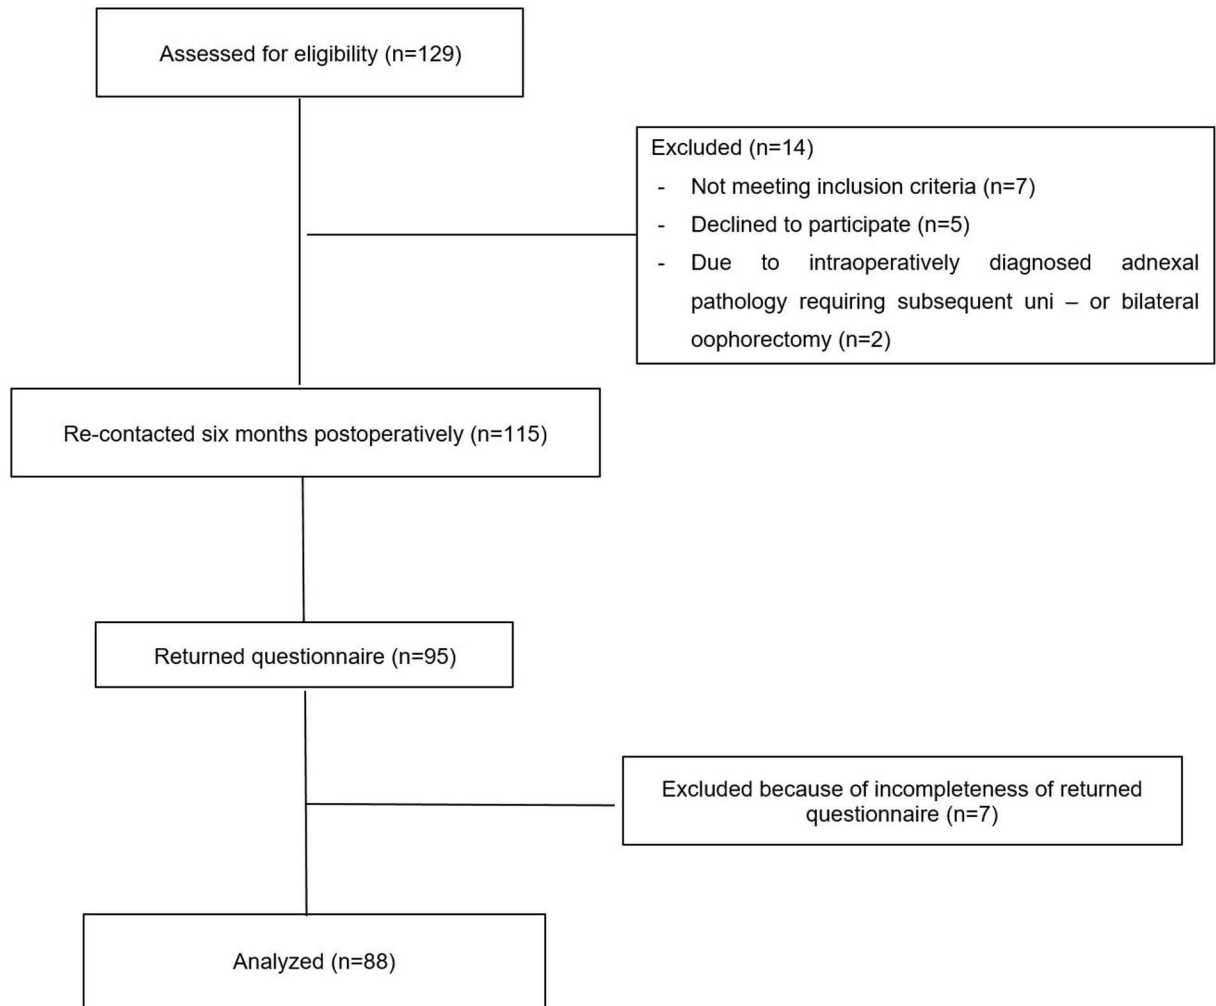 Assessed for eligibility (n=129)
Excluded (n=14)
- Not meeting inclusion criteria (n=7)
- Declined to participate (n=5)
- Due to intraoperatively diagnosed adnexal
pathology requiring subsequent uni – or bilateral
oophorectomy (n=2)
Re-contacted six months postoperatively (n=115)
Returned questionnaire (n=95)
Excluded because of incompleteness of returned
questionnaire (n=7)
Analyzed (n=88)